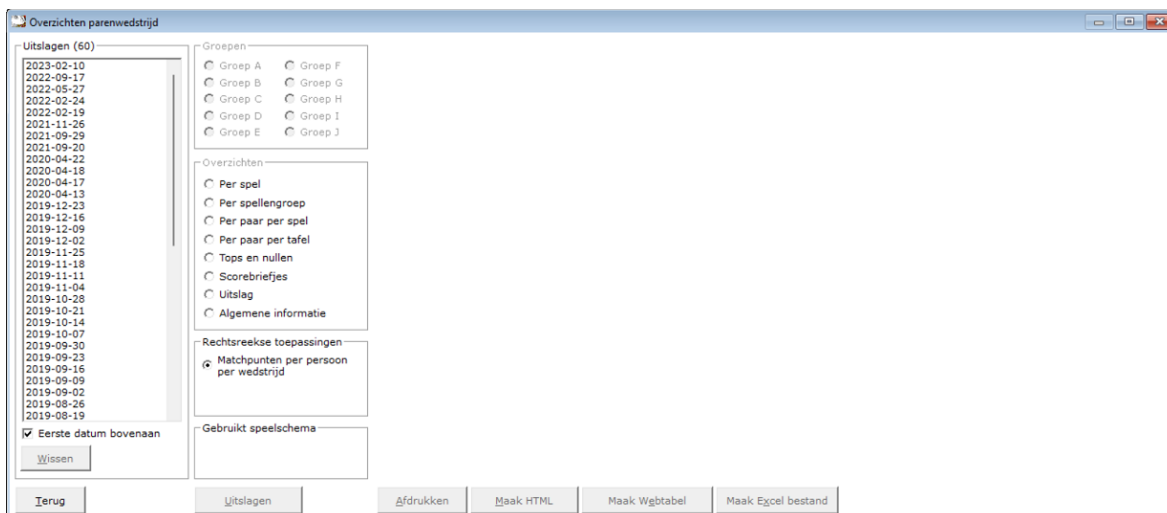 Overzichten parenwedstrijd
Uitslagen (60)
2023-02-10
2022-09-17
2022-05-27
2022-02-24
2022-02-19
2021-11-26
2021-09-29
2021-09-20
2020-04-22
2020-04-18
2020-04-17
2020-04-13
2019-12-23
2019-12-16
2019-12-09
2019-12-02
2019-11-25
2019-11-18
2019-11-11
2019-11-04
2019-10-28
2019-10-21
2019-10-14
2019-10-07
2019-09-30
2019-09-23
2019-09-16
2019-09-09
2019-09-02
2019-08-26
2019-08-19
Eerste datum bovenaan
Wissen
Groepen
Groep A Groep F
Groep B Groep G
Groep C Groep H
Groep D Groep I
Groep E Groep J
Overzichten
Per spel
Per spellengroep
Per paar per spel
Per paar per tafel
Tops en nullen
Scorebriefjes
Uitslag
Algemene informatie
Rechtsreekse toepassingen
Matchpunten per persoon
per wedstrijd
Gebruikt speelschema
Terug Uitslagen Afdrukken Maak HTML Maak Webtabel Maak Excel bestand